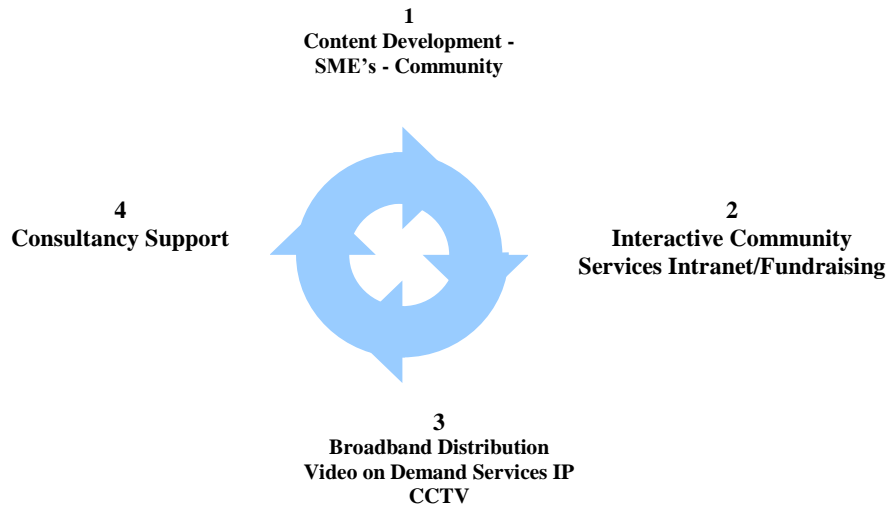 1
Content Development -
SME’s - Community
2
Interactive Community
Services Intranet/Fundraising
3
Broadband Distribution
Video on Demand Services IP
CCTV
4
Consultancy Support